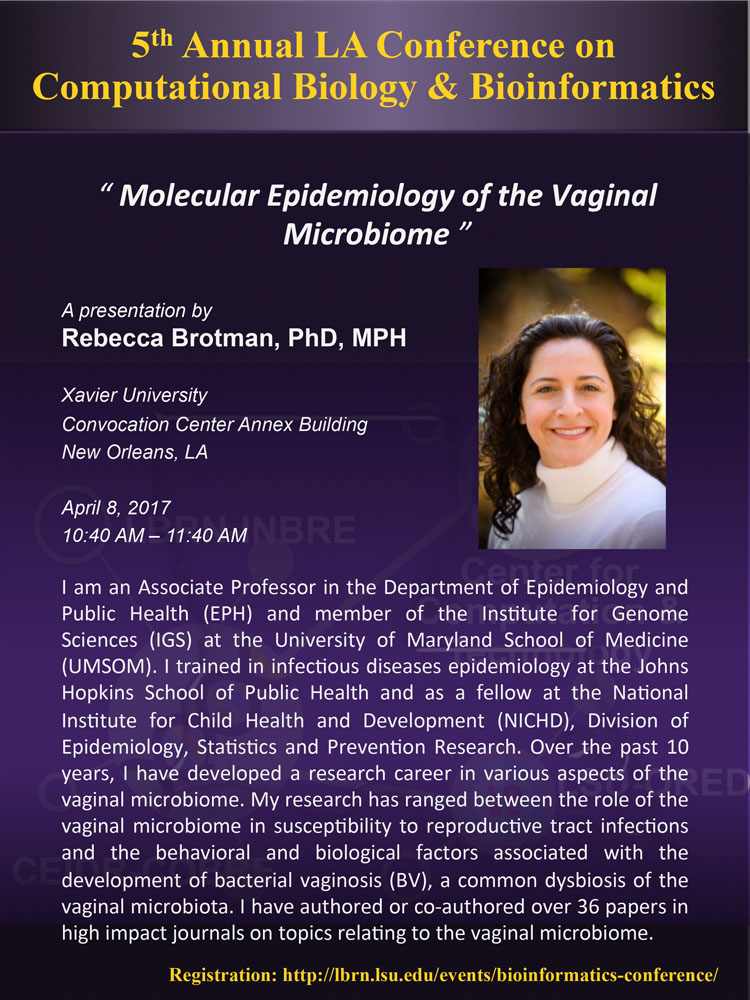 5th Annual LA Conference on
Computational Biology & Bioinformatics
“ Molecular Epidemiology of the Vaginal
Microbiome ”
A presentation by
Rebecca Brotman, PhD, MPH
Xavier University
Convocation Center Annex Building
New Orleans, LA
April 8, 2017
10:40 AM – 11:40 AM
LBRN-INBRE
Center for
Computation &
Technology
I am an Associate Professor in the Department of Epidemiology and
Public Health (EPH) and member of the Institute for Genome
Sciences (IGS) at the University of Maryland School of Medicine
(UMSOM). I trained in infectious diseases epidemiology at the Johns
Hopkins School of Public Health and as a fellow at the National
Institute for Child Health and Development (NICHD), Division of
Epidemiology, Statistics and Prevention Research. Over the past 10
years, I have developed a research career in various aspects of the
vaginal microbiome. My research has ranged between the role of the
vaginal microbiome in susceptibility to reproductive tract infections
and the behavioral and biological factors associated with the
development of bacterial vaginosis (BV), a common dysbiosis of the
vaginal microbiota. I have authored or co-authored over 36 papers in
high impact journals on topics relating to the vaginal microbiome.
LSU-ORED
Registration: http://lbrn.lsu.edu/events/bioinformatics-conference/